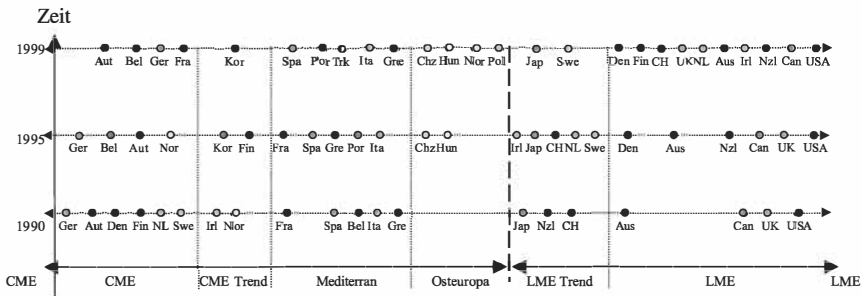 Zeit
1999
Aut Bel Ger Fra Kor Spa Por Trk Ita Gre Chz Hun Nor Pol Jap Swe Den Fin CH UK NL Aus Irl Nzl Can USA
1995
Ger Bel Aut Nor Kor Fin Fra Spa Gre Por Ita Chz Hun Irl Jap CH NL Swe Den Aus Nzl Can UK USA
1990
Ger Aut Den Fin NL Swe Irl Nor Fra Spa Bel Ita Gre Jap Nzl CH Aus Can UK USA
CME CME CME Trend Mediterran Osteuropa LME Trend LME LME